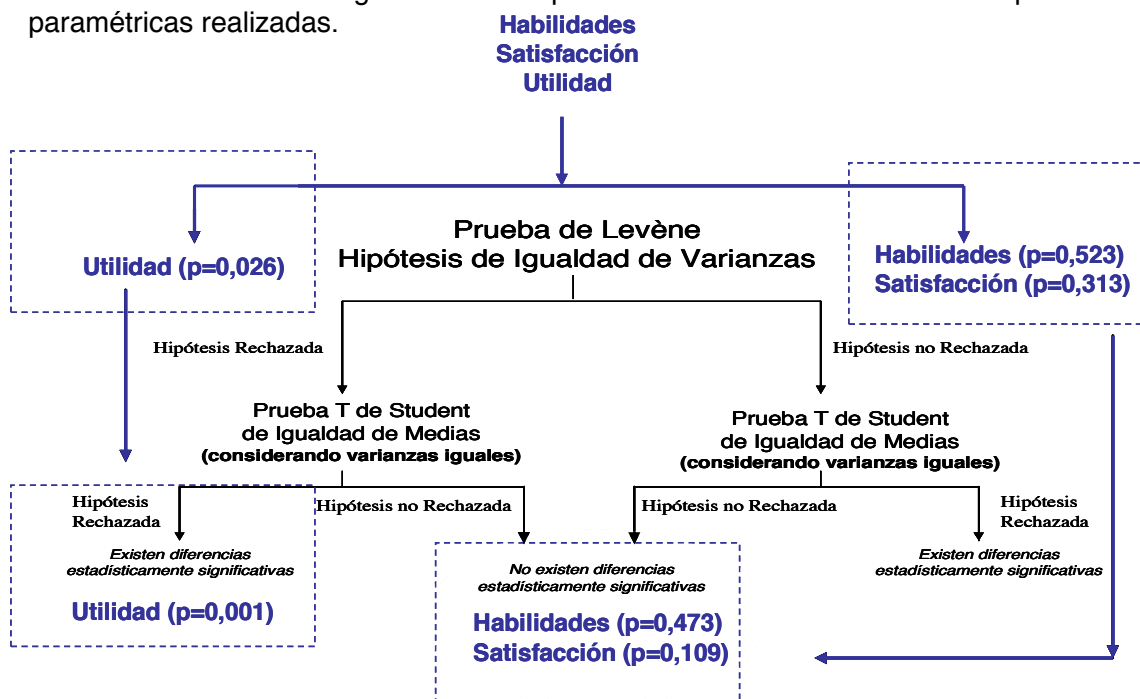 paramétricas realizadas.
Habilidades
Satisfacción
Utilidad
Prueba de Levène
Hipótesis de Igualdad de Varianzas
Utilidad (p=0,026)
Habilidades (p=0,523)
Satisfacción (p=0,313)
Hipótesis Rechazada
Hipótesis no Rechazada
Prueba T de Student
de Igualdad de Medias
(considerando varianzas iguales)
Prueba T de Student
de Igualdad de Medias
(considerando varianzas iguales)
Hipótesis
Rechazada
Hipótesis no Rechazada
Hipótesis no Rechazada
Hipótesis
Rechazada
Existen diferencias
estadísticamente significativas
Utilidad (p=0,001)
No existen diferencias
estadísticamente significativas
Habilidades (p=0,473)
Satisfacción (p=0,109)
Existen diferencias
estadísticamente significativas